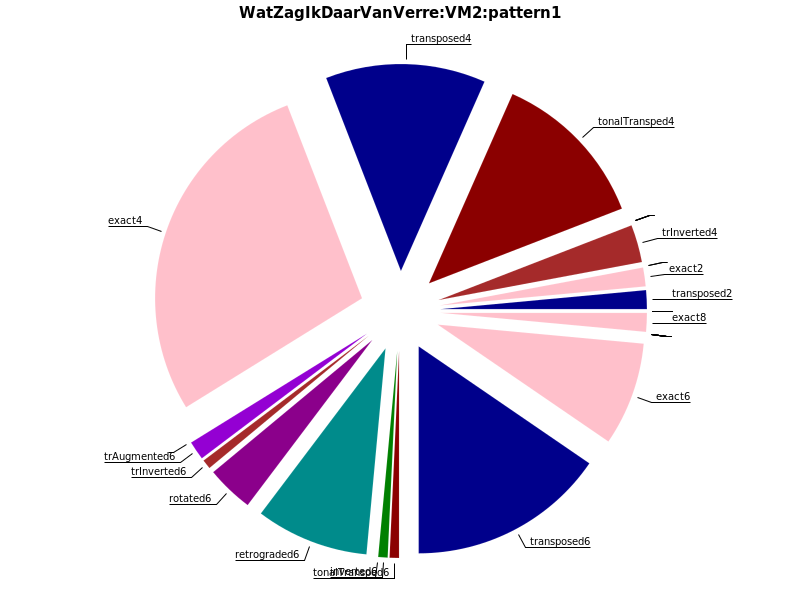 WatZagIkDaarVanVerre:VM2:pattern1
transposed4
tonalTransped4
exact4
trInverted4
exact2
transposed2
exact8
exact6
trAugmented6
trInverted6
rotated6
transposed6
retrograded6
inverted6
tonalTransped6